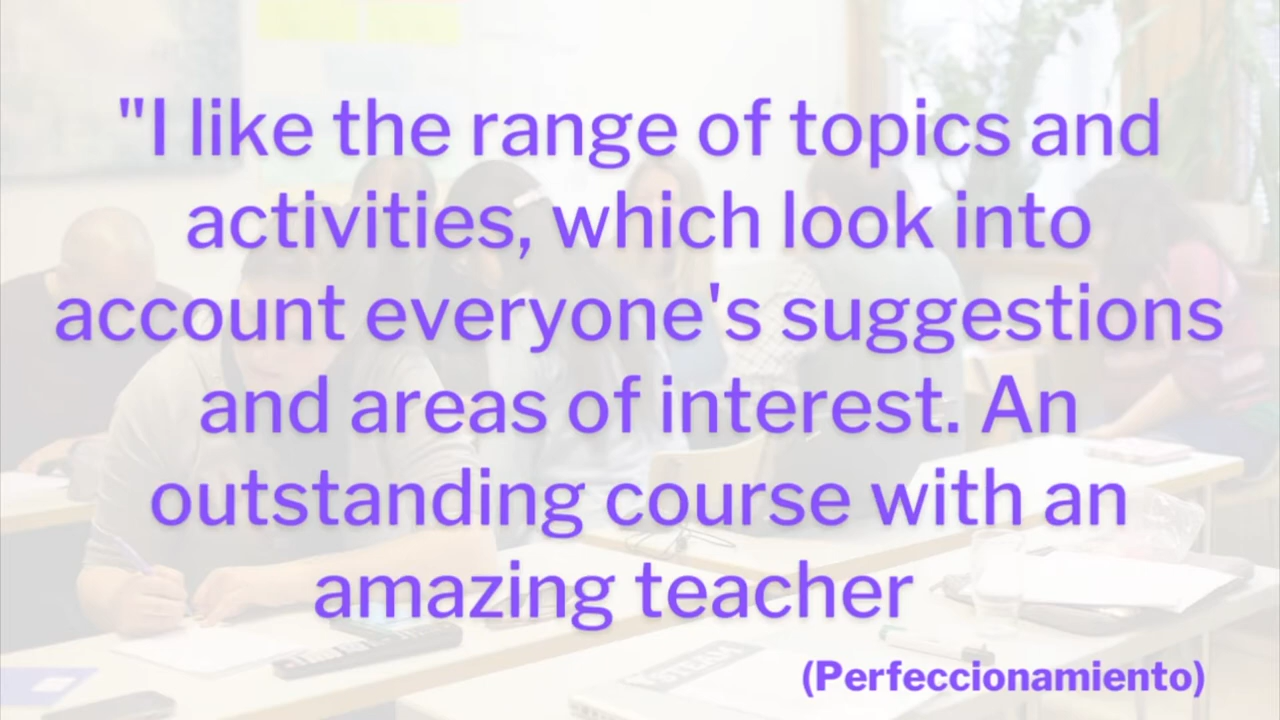 "I like the range of topics and
activities, which look into
account everyone's suggestions
and areas of interest. An
outstanding course with an
amazing teacher
(Perfeccionamiento)